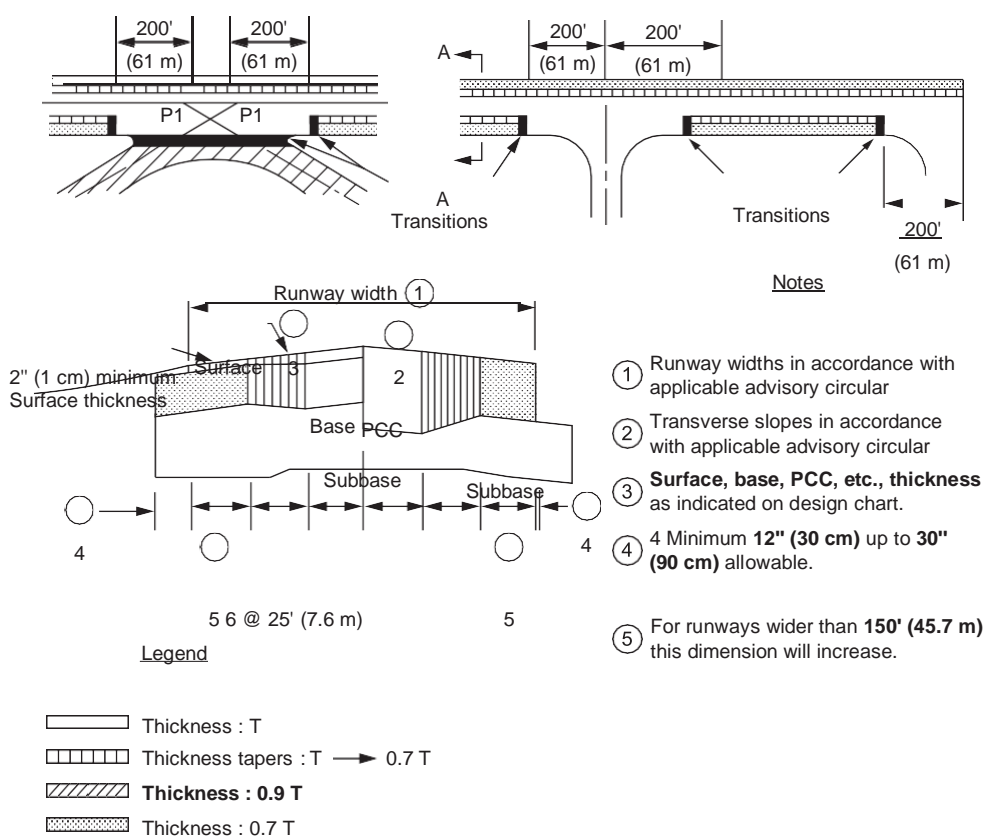 200'
(61 m)
200'
(61 m)
P1
P1
A
200'
(61 m)
200'
(61 m)
A
Transitions
Transitions
200'
(61 m)
Notes
Runway width 1
Surface
3
2
2" (1 cm) minimum
Surface thickness
Base
PCC
Subbase
Subbase
4
4
5 6 @ 25' (7.6 m)
5
1 Runway widths in accordance with
applicable advisory circular
2 Transverse slopes in accordance
with applicable advisory circular
3 Surface, base, PCC, etc., thickness
as indicated on design chart.
4 4 Minimum 12" (30 cm) up to 30"
(90 cm) allowable.
5 For runways wider than 150' (45.7 m)
this dimension will increase.
Legend
Thickness : T
Thickness tapers : T → 0.7 T
Thickness : 0.9 T
Thickness : 0.7 T